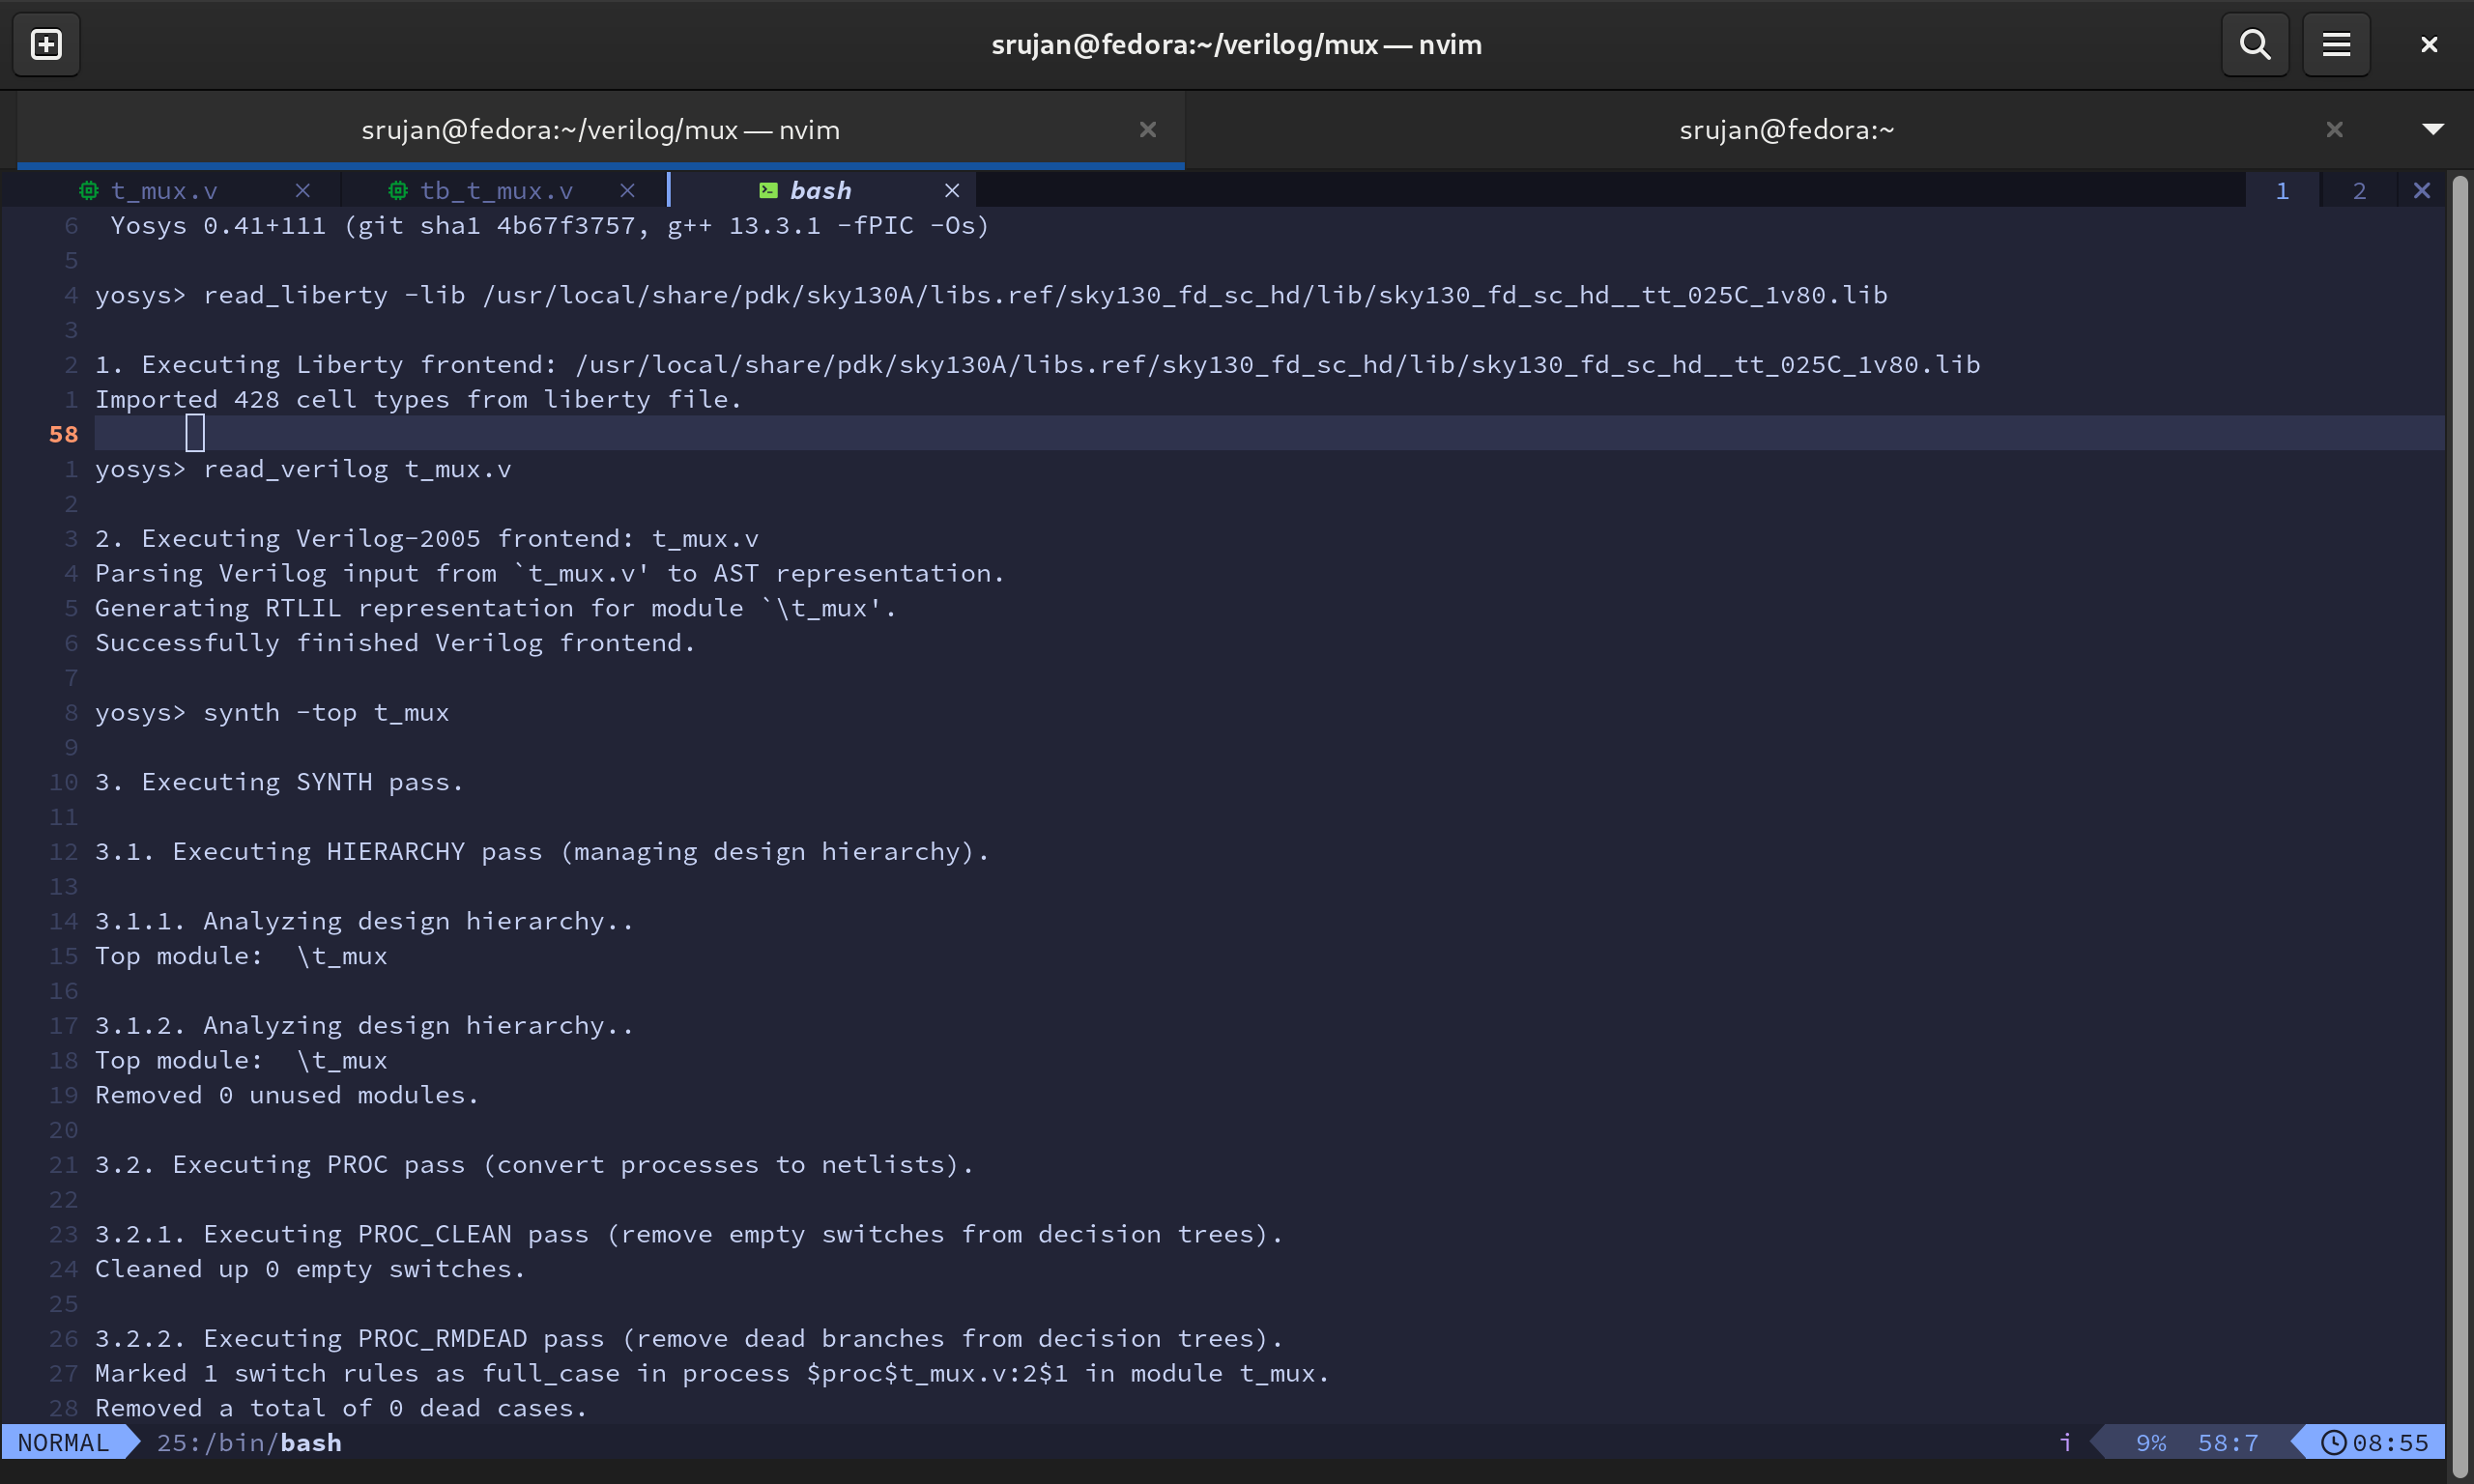 srujan@fedora:~/verilog/mux — nvim
srujan@fedora:~/verilog/mux — nvim
srujan@fedora:~
t_mux.v
tb_t_mux.v
bash
1 2
6 Yosys 0.41+111 (git sha1 4b67f3757, g++ 13.3.1 -fPIC -Os)
5
4 yosys> read_liberty -lib /usr/local/share/pdk/sky130A/libs.ref/sky130_fd_sc_hd/lib/sky130_fd_sc_hd__tt_025C_1v80.lib
3
2 1. Executing Liberty frontend: /usr/local/share/pdk/sky130A/libs.ref/sky130_fd_sc_hd/lib/sky130_fd_sc_hd__tt_025C_1v80.lib
1 Imported 428 cell types from liberty file.
58
1 yosys> read_verilog t_mux.v
2
3 2. Executing Verilog-2005 frontend: t_mux.v
4 Parsing Verilog input from `t_mux.v' to AST representation.
5 Generating RTLIL representation for module `\t_mux'.
6 Successfully finished Verilog frontend.
7
8 yosys> synth -top t_mux
9
10 3. Executing SYNTH pass.
11
12 3.1. Executing HIERARCHY pass (managing design hierarchy).
13
14 3.1.1. Analyzing design hierarchy..
15 Top module:  \t_mux
16
17 3.1.2. Analyzing design hierarchy..
18 Top module:  \t_mux
19 Removed 0 unused modules.
20
21 3.2. Executing PROC pass (convert processes to netlists).
22
23 3.2.1. Executing PROC_CLEAN pass (remove empty switches from decision trees).
24 Cleaned up 0 empty switches.
25
26 3.2.2. Executing PROC_RMDEAD pass (remove dead branches from decision trees).
27 Marked 1 switch rules as full_case in process $proc$t_mux.v:2$1 in module t_mux.
28 Removed a total of 0 dead cases.
NORMAL 25:/bin/bash i 9% 58:7 08:55